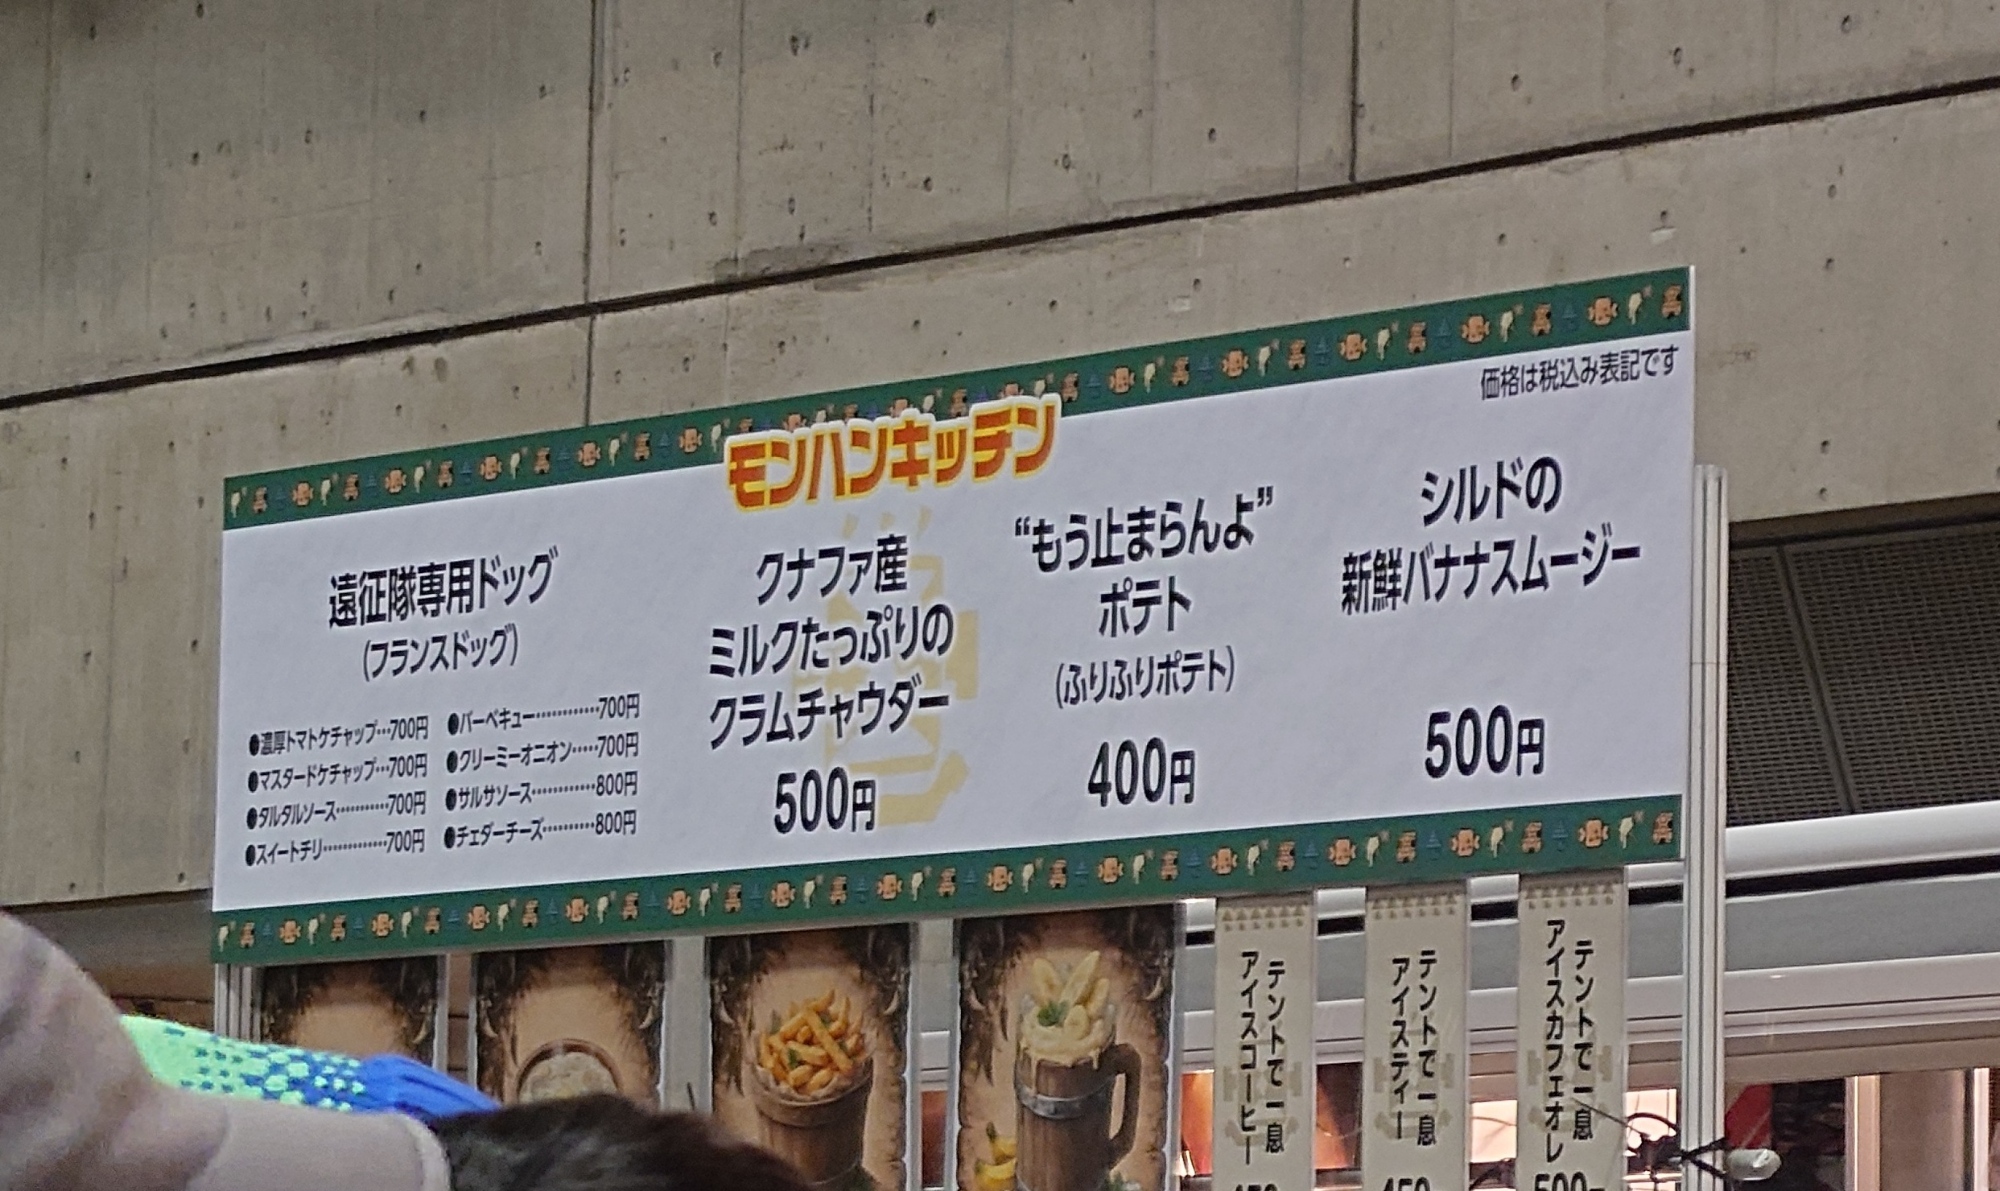 価格は税込み表記です
モンハンキッチン
遠征隊専用ドッグ
(フランスドッグ)
●濃厚トマトケチャップ…700円
●マスタードケチャップ…700円
●タルタルソース…………700円
●スイートチリ……………700円
●バーベキュー…………700円
●クリーミーオニオン……700円
●サルサソース…………800円
●チェダーチーズ………800円
クナファ産
ミルクたっぷりの
クラムチャウダー
500円
“もう止まらんよ”
ポテト
(ふりふりポテト)
400円
シルドの
新鮮バナナスムージー
500円
テントで一息
アイスコーヒー
テントで一息
アイスティー
テントで一息
アイスカフェオレ